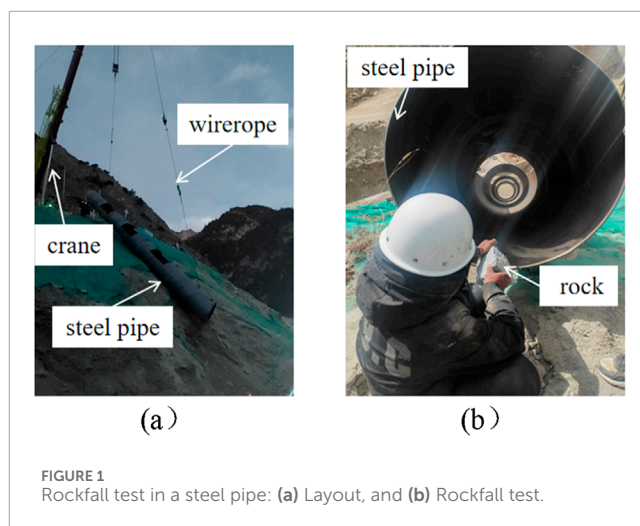 wirerope
crane
steel pipe
(a)
steel pipe
rock
(b)
FIGURE 1
Rockfall test in a steel pipe: (a) Layout, and (b) Rockfall test.